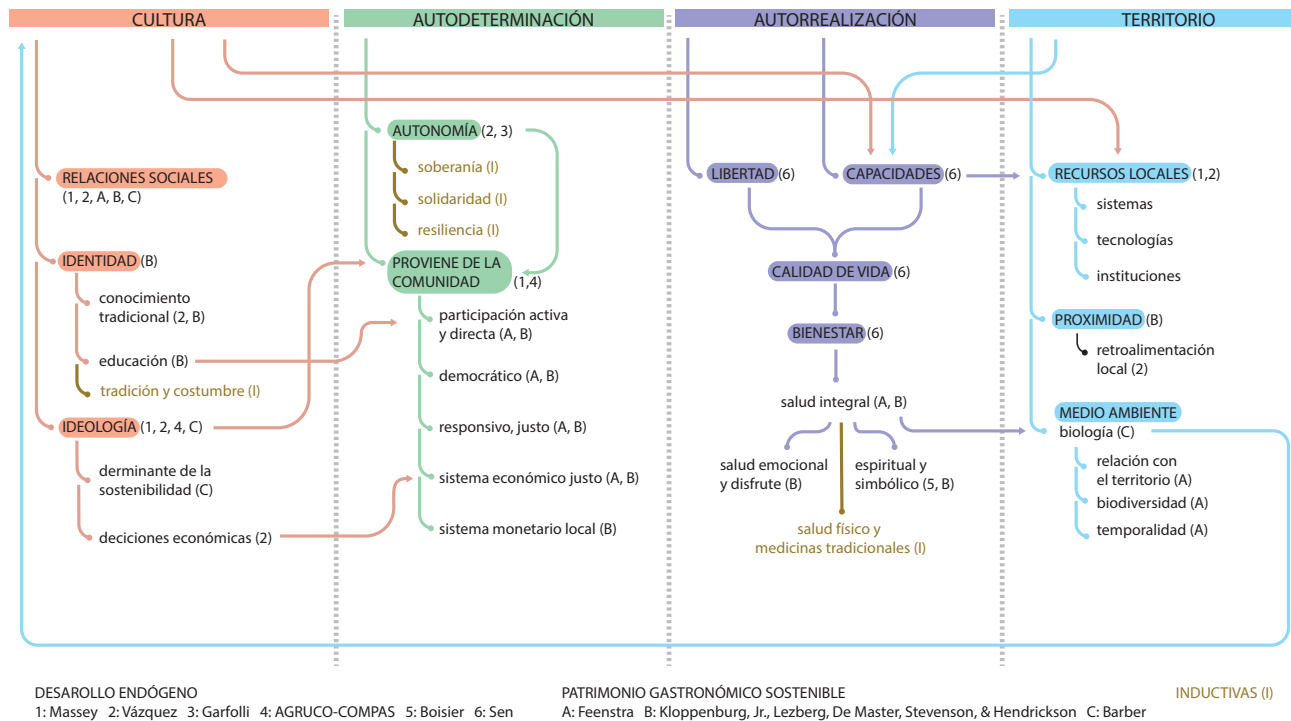 CULTURA
AUTODETERMINACIÓN
AUTORREALIZACIÓN
TERRITORIO
RELACIONES SOCIALES
(1, 2, A, B, C)
IDENTIDAD (B)
conocimiento
tradicional (2, B)
educación (B)
tradición y costumbre (I)
IDEOLOGÍA (1, 2, 4, C)
derminante de la
sostenibilidad (C)
deciciones económicas (2)
AUTONOMÍA (2, 3)
soberanía (I)
solidaridad (I)
resiliencia (I)
PROVIENE DE LA
COMUNIDAD (1,4)
participación activa
y directa (A, B)
democrático (A, B)
responsivo, justo (A, B)
sistema económico justo (A, B)
sistema monetario local (B)
LIBERTAD (6)
CAPACIDADES (6)
CALIDAD DE VIDA (6)
BIENESTAR (6)
salud integral (A, B)
salud emocional
y disfrute (B)
espiritual y
simbólico (5, B)
salud físico y
medicinas tradicionales (I)
RECURSOS LOCALES (1,2)
sistemas
tecnologías
instituciones
PROXIMIDAD (B)
retroalimentación
local (2)
MEDIO AMBIENTE
biología (C)
relación con
el territorio (A)
biodiversidad (A)
temporalidad (A)
DESAROLLO ENDÓGENO
1: Massey 2: Vázquez 3: Garfolli 4: AGRUCO-COMPAS 5: Boisier 6: Sen
PATRIMONIO GASTRONÓMICO SOSTENIBLE
A: Feenstra B: Kloppenburg, Jr., Lezberg, De Master, Stevenson, & Hendrickson C: Barber
INDUCTIVAS (I)